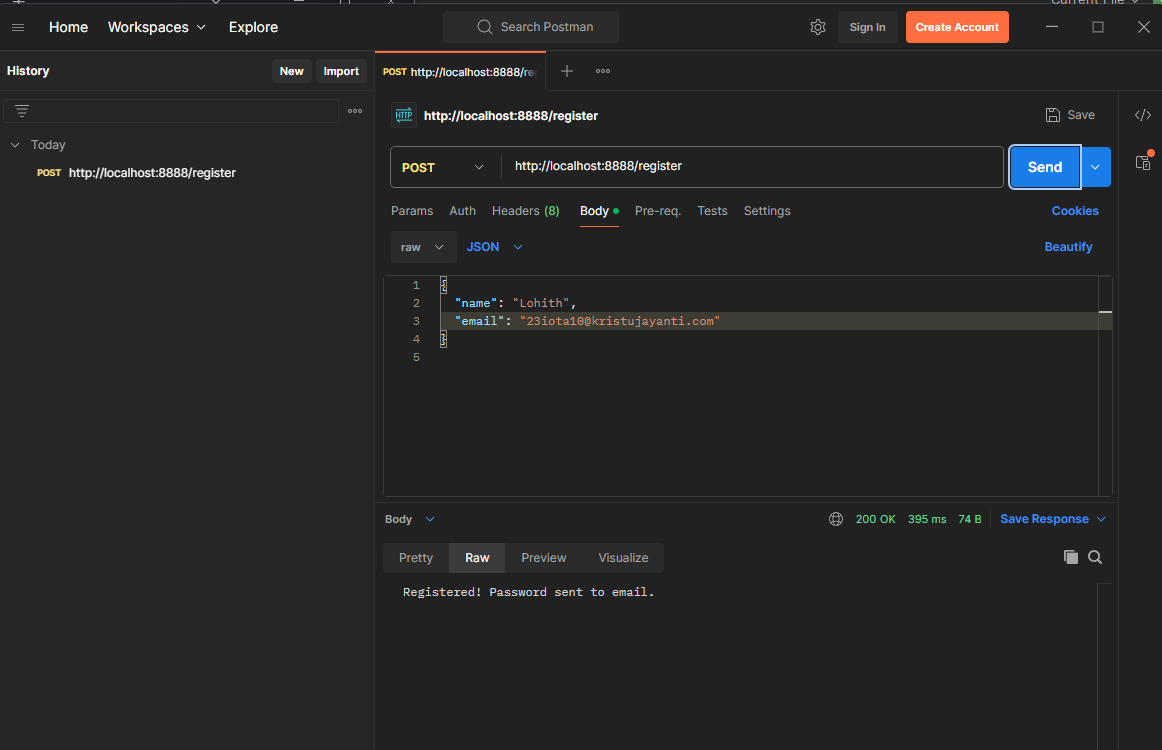 Current File
Home Workspaces Explore Search Postman Sign In Create Account
History New Import
POST http://localhost:8888/re
HTTP http://localhost:8888/register Save
Today
POST http://localhost:8888/register
POST http://localhost:8888/register Send
Params Auth Headers (8) Body Pre-req. Tests Settings Cookies
raw JSON Beautify
1 {
2 "name": "Lohith",
3 "email": "23iota10@kristujayanti.com"
4 }
5
Body 200 OK 395 ms 74 B Save Response
Pretty Raw Preview Visualize
Registered! Password sent to email.